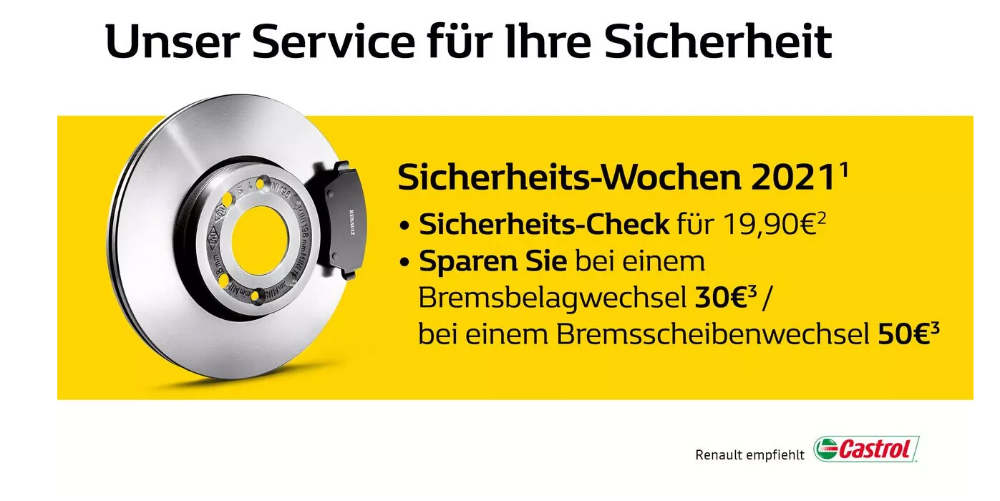 Unser Service für Ihre Sicherheit
Sicherheits-Wochen 2021¹
• Sicherheits-Check für 19,90€²
• Sparen Sie bei einem
Bremsbelagwechsel 30€³ /
bei einem Bremsscheibenwechsel 50€³
RENAULT
Renault empfiehlt Castrol